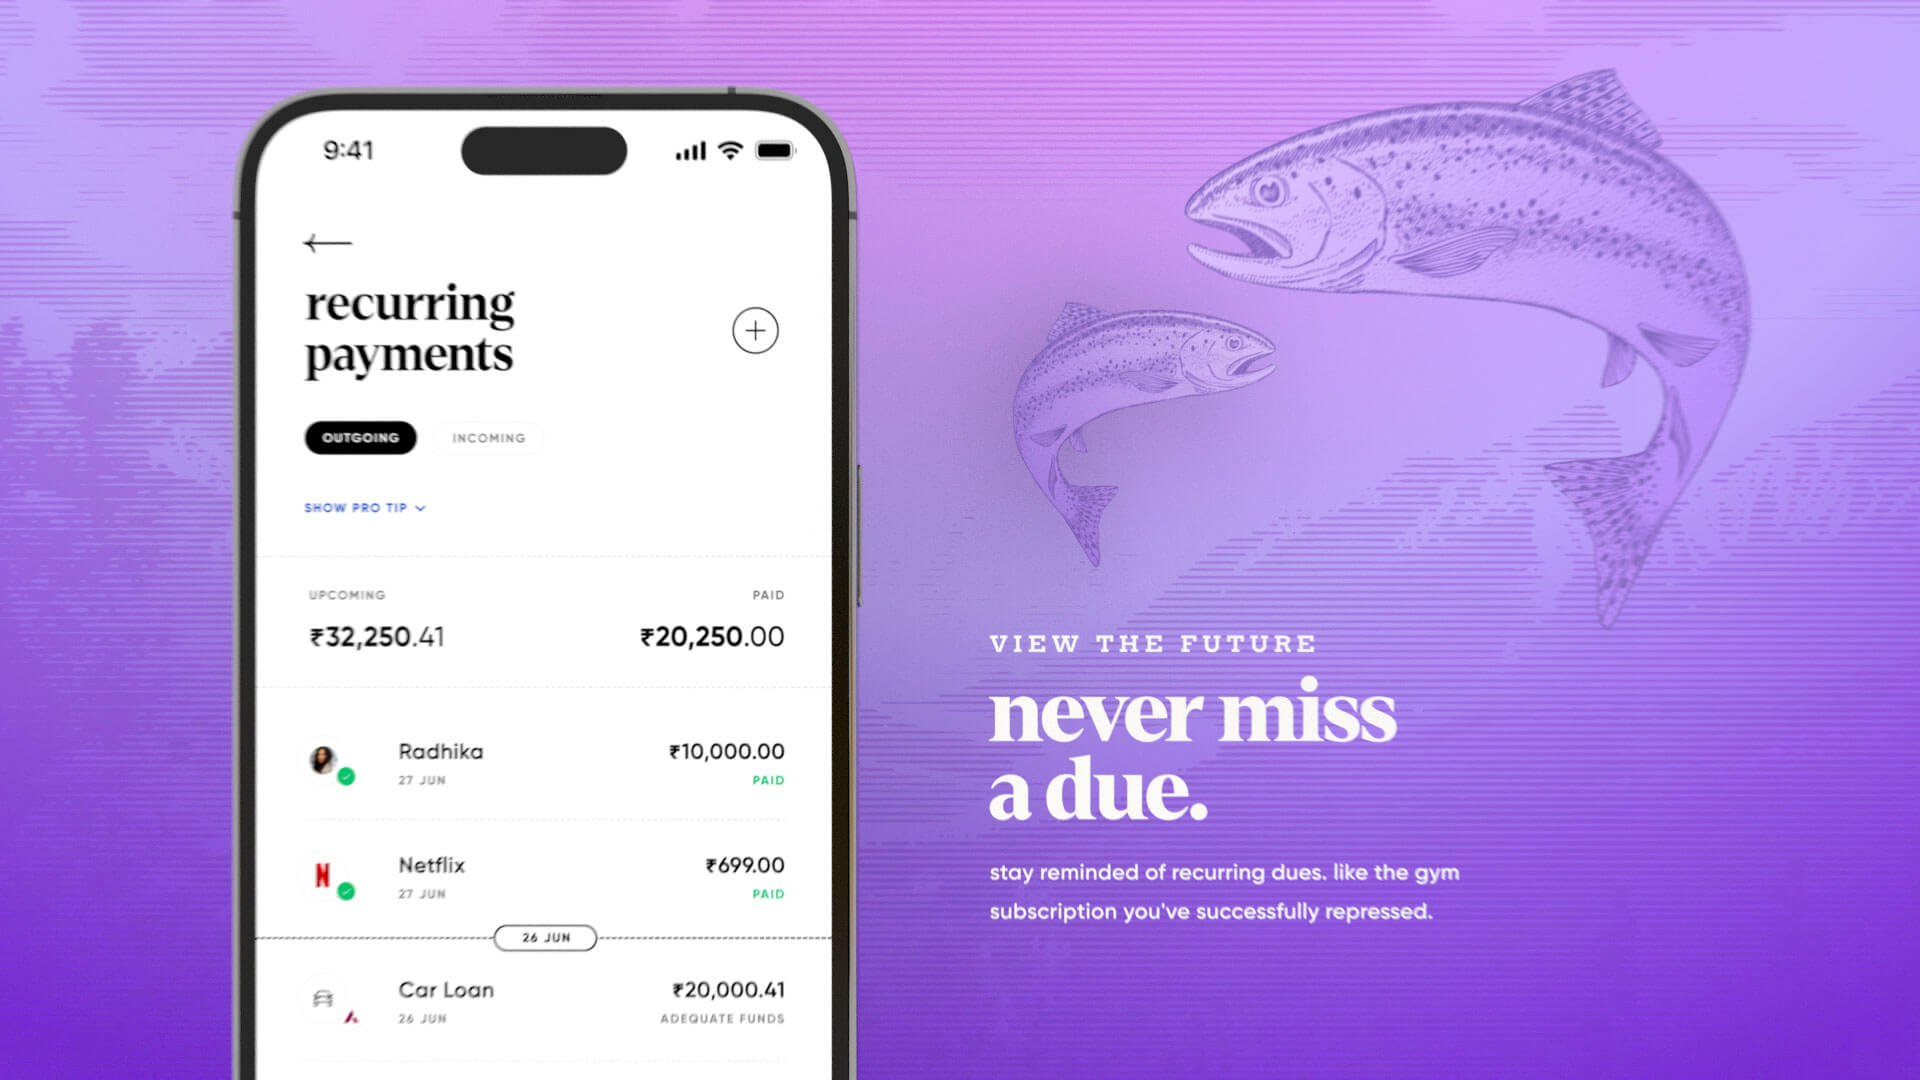 9:41
recurring
payments
OUTGOING INCOMING
SHOW PRO TIP
UPCOMING PAID
₹32,250.41 ₹20,250.00
Radhika ₹10,000.00
27 JUN PAID
N
Netflix ₹699.00
27 JUN PAID
26 JUN
Car Loan ₹20,000.41
26 JUN ADEQUATE FUNDS
VIEW THE FUTURE
never miss
a due.
stay reminded of recurring dues. like the gym
subscription you've successfully repressed.